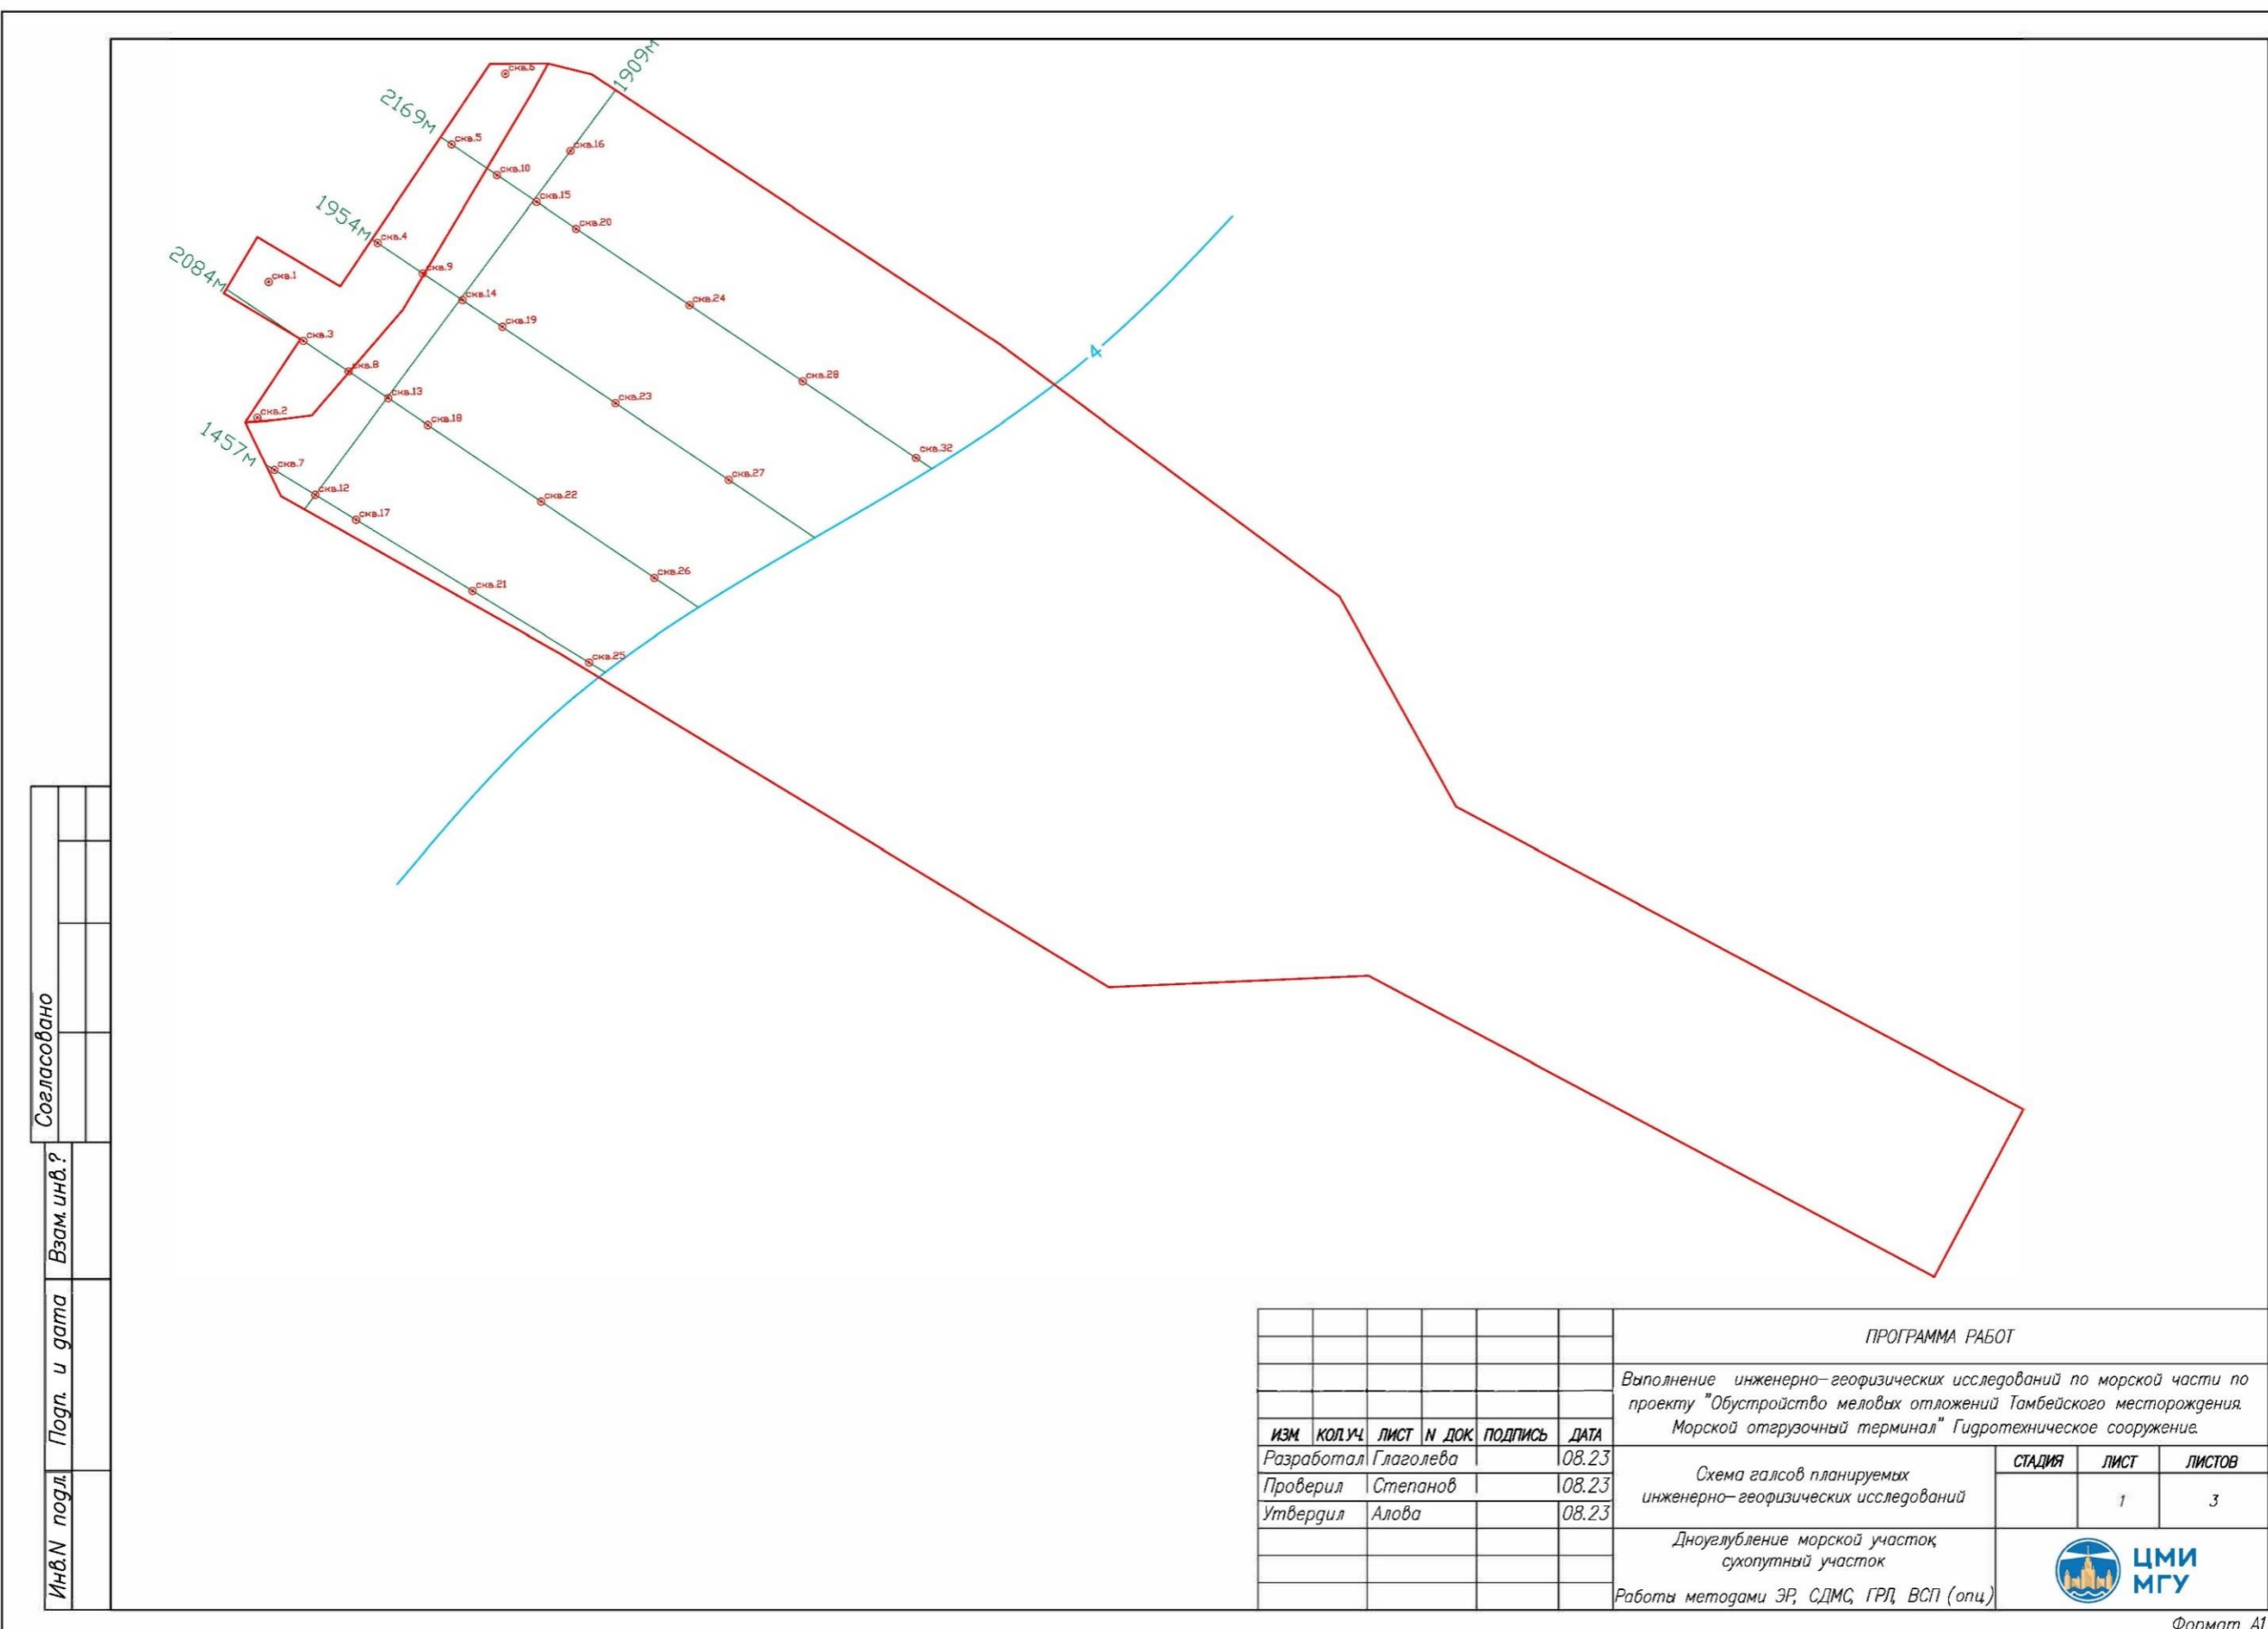 1909м
скв.6
2169м
скв.5
скв.16
скв.10
скв.15
1954м
скв.4
скв.20
2084м
скв.9
скв.1
скв.14
скв.24
скв.19
скв.3
4
скв.8
скв.28
скв.13
скв.23
скв.2
скв.18
1457м
скв.32
скв.7
скв.27
скв.12
скв.22
скв.17
скв.26
скв.21
скв.25
Согласовано
Взам. инв.?
Подп. и дата
Инв.N подл.
ПРОГРАММА РАБОТ
Выполнение инженерно-геофизических исследований по морской части по
проекту "Обустройство меловых отложений Тамбейского месторождения.
Морской отгрузочный терминал" Гидротехническое сооружение.
ИЗМ. КОЛ.УЧ. ЛИСТ N ДОК. ПОДПИСЬ ДАТА
Разработал Глаголева 08.23
Проверил Степанов 08.23
Утвердил Алова 08.23
Схема галсов планируемых
инженерно-геофизических исследований
СТАДИЯ ЛИСТ ЛИСТОВ
1 3
Дноуглубление морской участок,
сухопутный участок
Работы методами ЭР, СДМС, ГРЛ, ВСП (опц.)
ЦМИ
МГУ
Формат А1